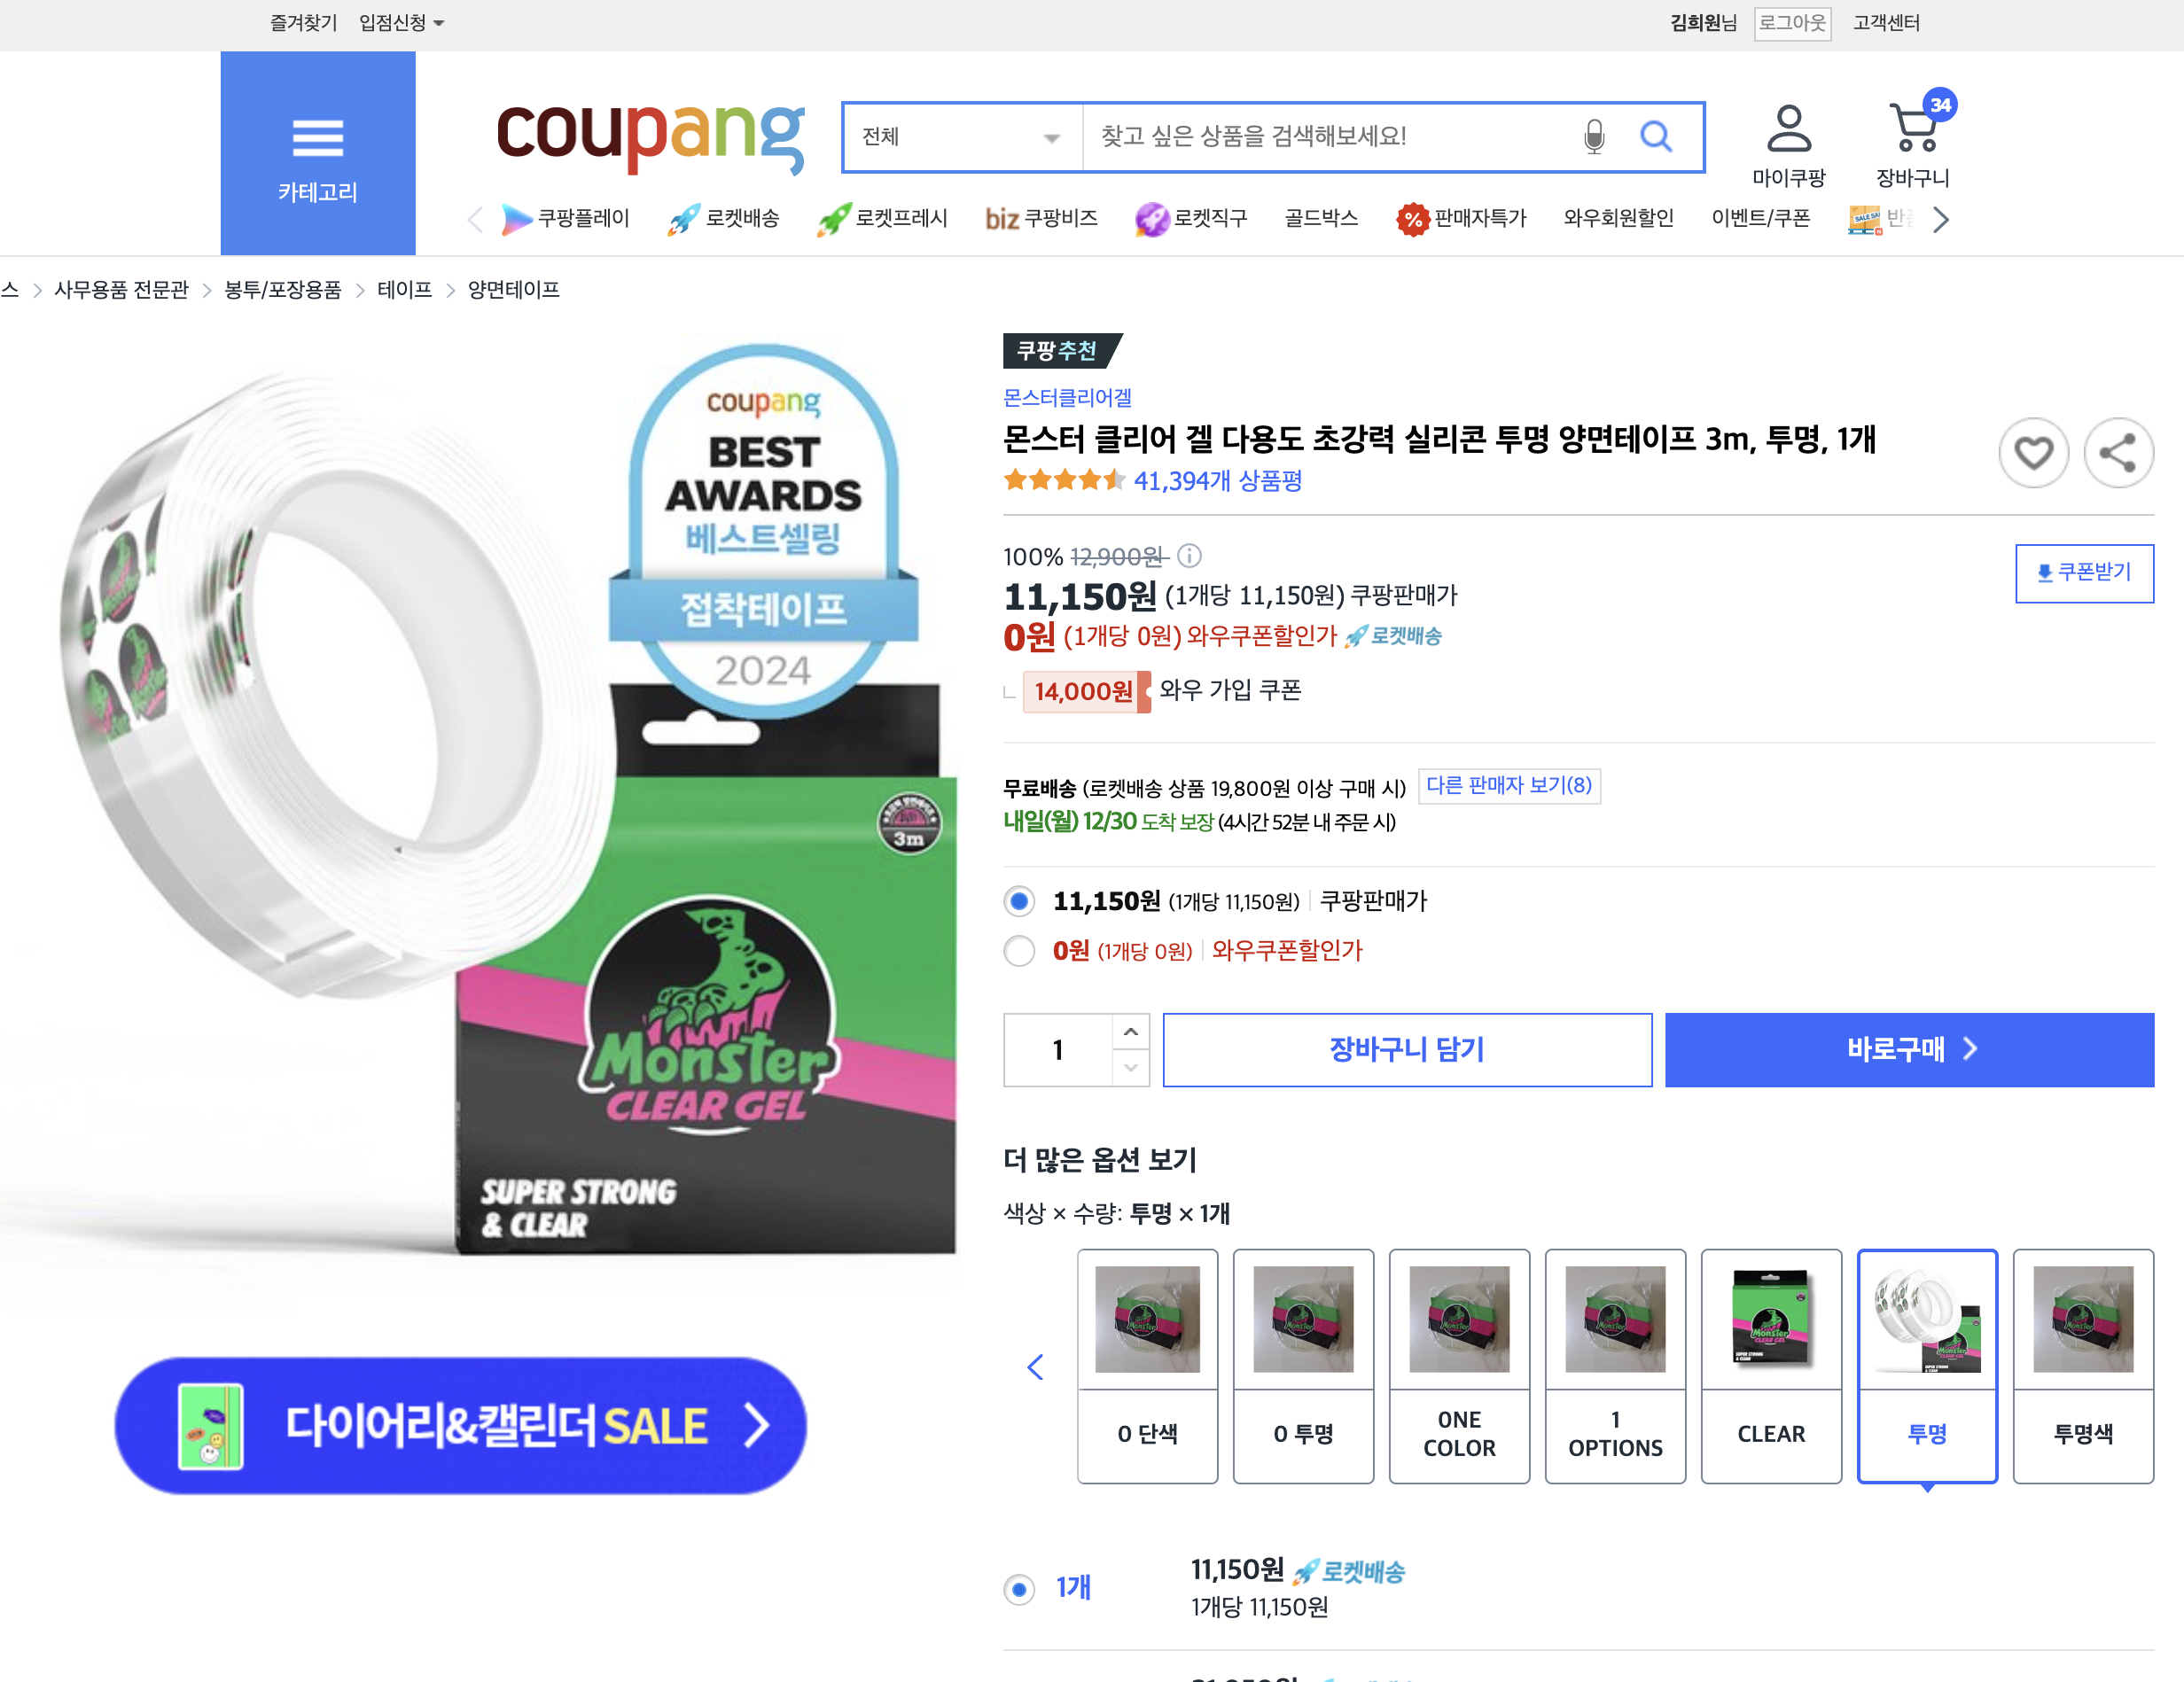 즐겨찾기 입점신청
김희원님 로그아웃 고객센터
카테고리
coupang
전체
찾고 싶은 상품을 검색해보세요!
마이쿠팡
34
장바구니
쿠팡플레이 로켓배송 로켓프레시 biz 쿠팡비즈 로켓직구 골드박스 % 판매자특가 와우회원할인 이벤트/쿠폰
스 > 사무용품 전문관 > 봉투/포장용품 > 테이프 > 양면테이프
coupang
BEST
AWARDS
베스트셀링
접착테이프
2024
3m
Monster
CLEAR GEL
SUPER STRONG
& CLEAR
다이어리&캘린더 SALE
쿠팡추천
몬스터클리어겔
몬스터 클리어 겔 다용도 초강력 실리콘 투명 양면테이프 3m, 투명, 1개
41,394개 상품평
100% 12,900원
쿠폰받기
11,150원 (1개당 11,150원) 쿠팡판매가
0원 (1개당 0원) 와우쿠폰할인가 로켓배송
14,000원 와우 가입 쿠폰
무료배송 (로켓배송 상품 19,800원 이상 구매 시) 다른 판매자 보기(8)
내일(월) 12/30 도착 보장 (4시간 52분 내 주문 시)
11,150원 (1개당 11,150원) 쿠팡판매가
0원 (1개당 0원) 와우쿠폰할인가
1
장바구니 담기
바로구매
더 많은 옵션 보기
색상 × 수량: 투명 × 1개
0 단색
0 투명
ONE
COLOR
1
OPTIONS
CLEAR
투명
투명색
1개
11,150원 로켓배송
1개당 11,150원